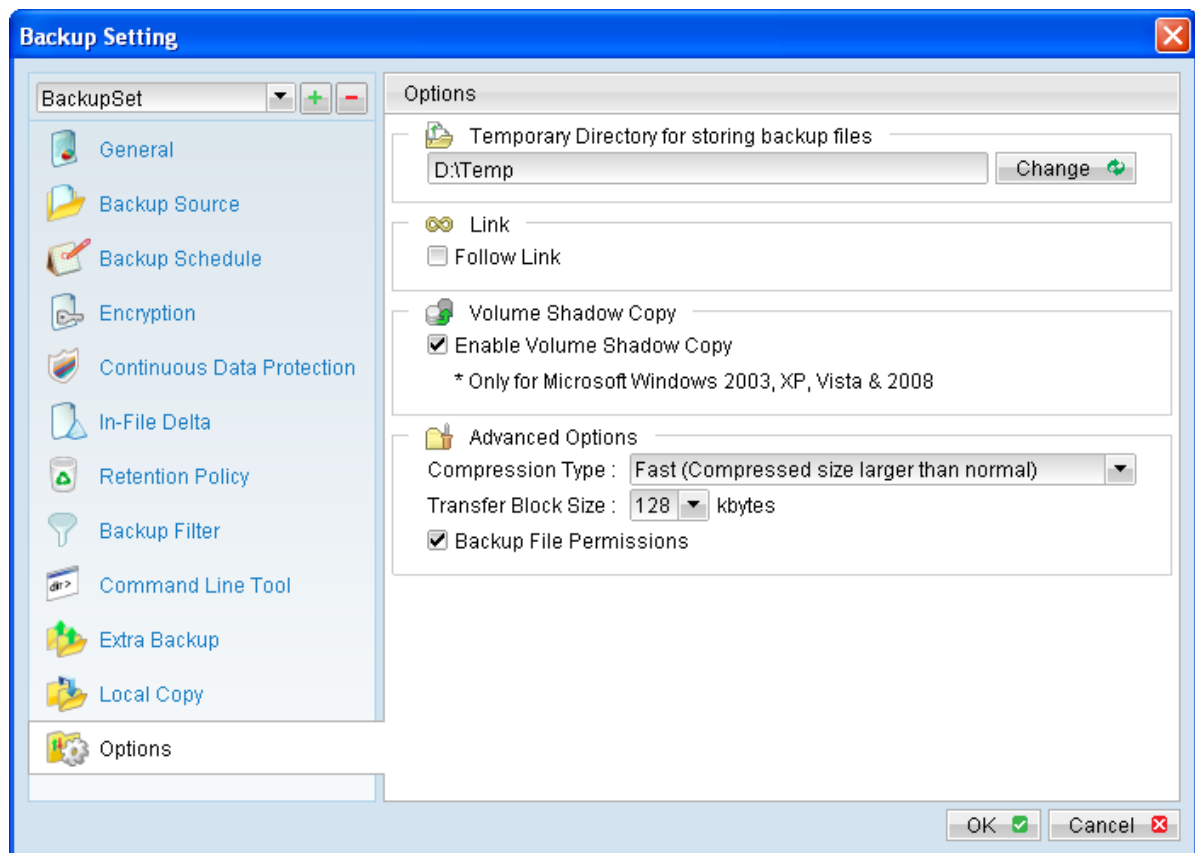 Backup Setting
BackupSet
General
Backup Source
Backup Schedule
Encryption
Continuous Data Protection
In-File Delta
Retention Policy
Backup Filter
dir>
Command Line Tool
Extra Backup
Local Copy
Options
Options
Temporary Directory for storing backup files
D:\Temp
Change
Link
Follow Link
Volume Shadow Copy
Enable Volume Shadow Copy
* Only for Microsoft Windows 2003, XP, Vista & 2008
Advanced Options
Compression Type : Fast (Compressed size larger than normal)
Transfer Block Size : 128 kbytes
Backup File Permissions
OK
Cancel